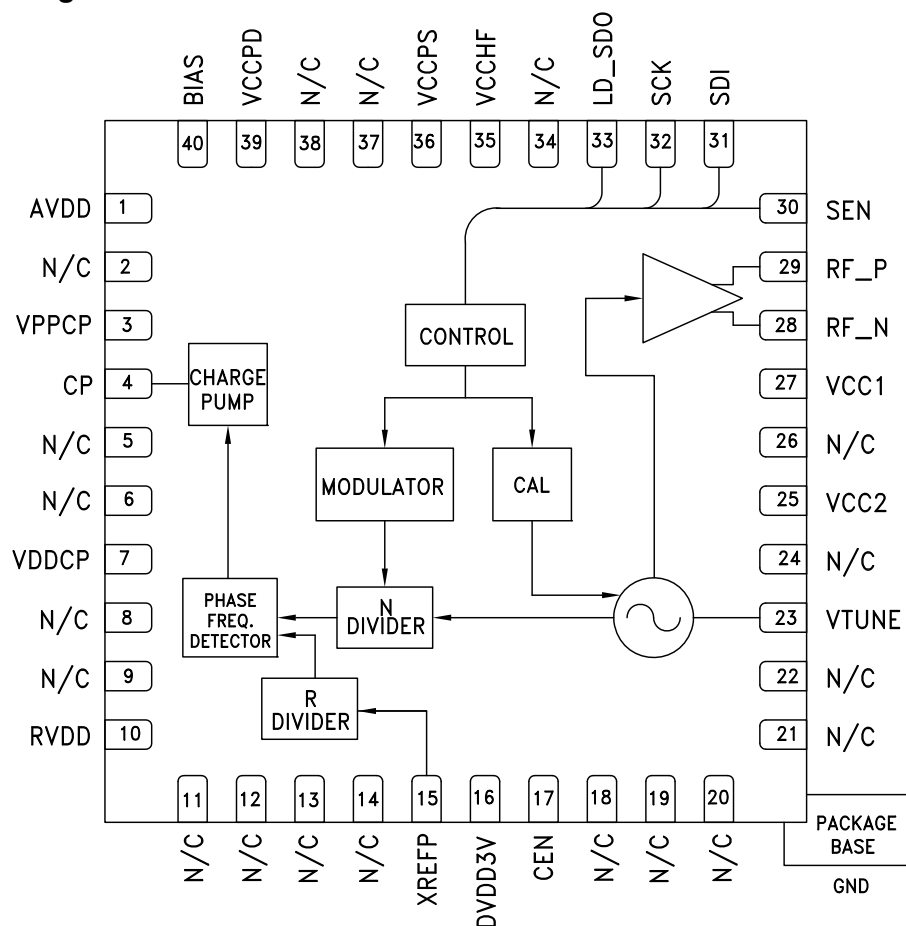 BIAS
VCCPD
N/C
N/C
VCCPS
VCCHF
N/C
LD_SDO
SCK
SDI
40
39
38
37
36
35
34
33
32
31
AVDD 1
N/C 2
VPPCP 3
CP 4
N/C 5
N/C 6
VDDCP 7
N/C 8
N/C 9
RVDD 10
30 SEN
29 RF_P
28 RF_N
27 VCC1
26 N/C
25 VCC2
24 N/C
23 VTUNE
22 N/C
21 N/C
CONTROL
CHARGE
PUMP
MODULATOR
CAL
PHASE
FREQ.
DETECTOR
N
DIVIDER
R
DIVIDER
11
12
13
14
15
16
17
18
19
20
N/C
N/C
N/C
N/C
XREFP
DVDD3V
CEN
N/C
N/C
N/C
PACKAGE
BASE
GND